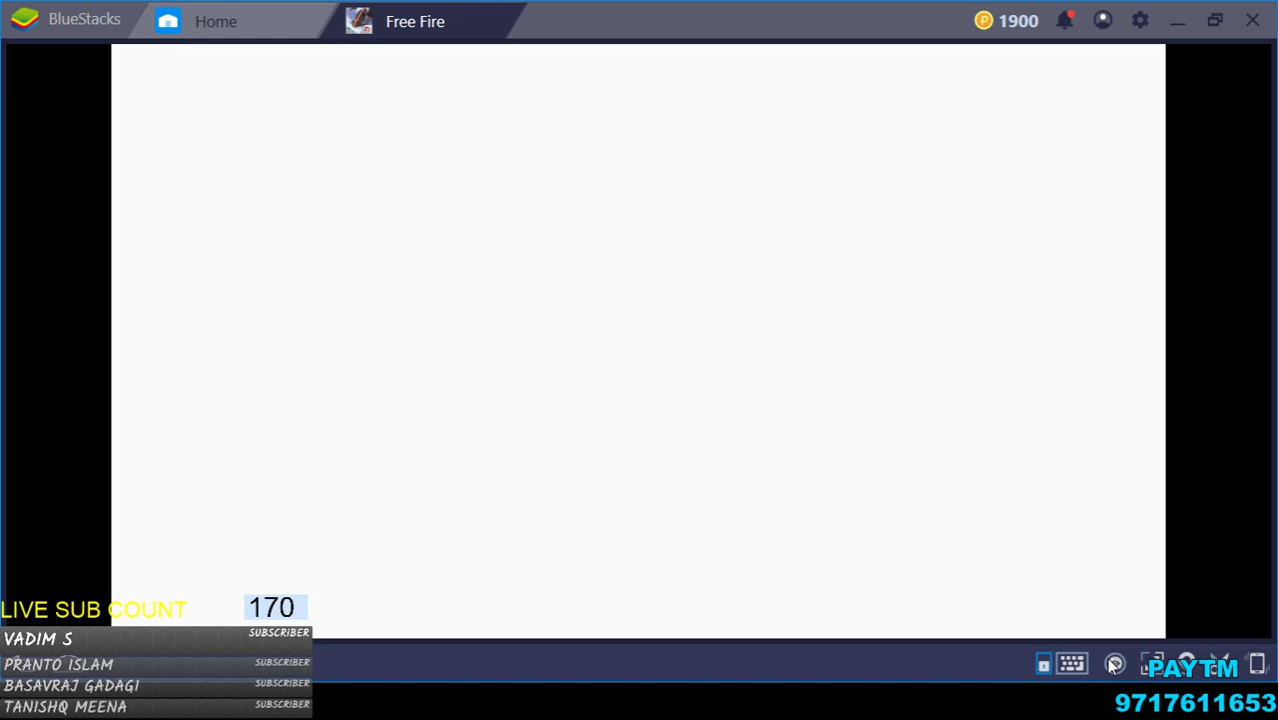 BlueStacks
Home
Free Fire
1900
LIVE SUB COUNT 170
VADIM S SUBSCRIBER
PRANTO ISLAM SUBSCRIBER
BASAVRAJ GADAGI SUBSCRIBER
TANISHQ MEENA SUBSCRIBER
PAYTM
9717611653